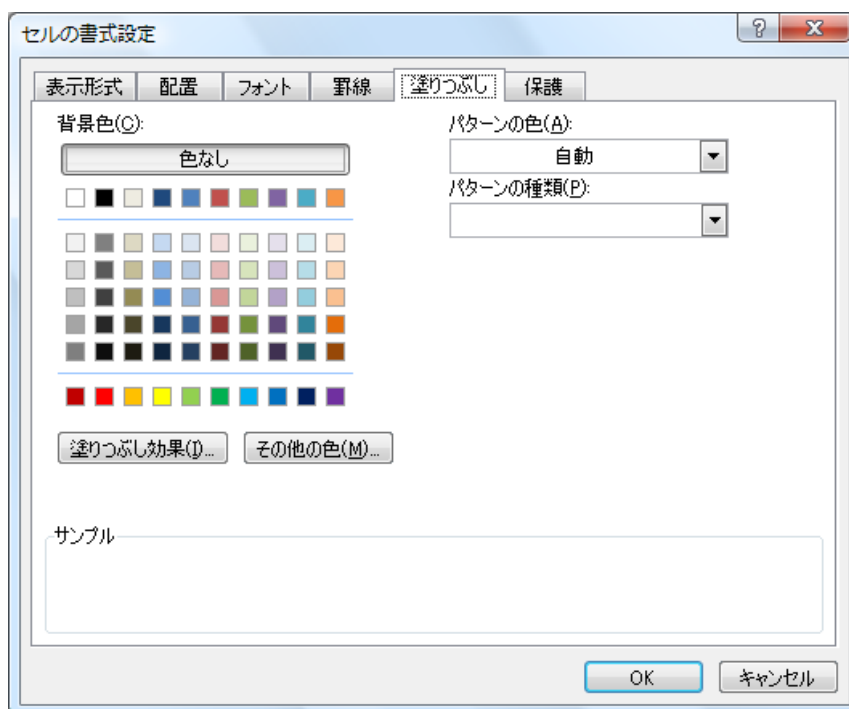 セルの書式設定
表示形式 配置 フォント 罫線 塗りつぶし 保護
背景色(C):
色なし
パターンの色(A):
自動
パターンの種類(P):
塗りつぶし効果(I)... その他の色(M)...
サンプル
OK キャンセル